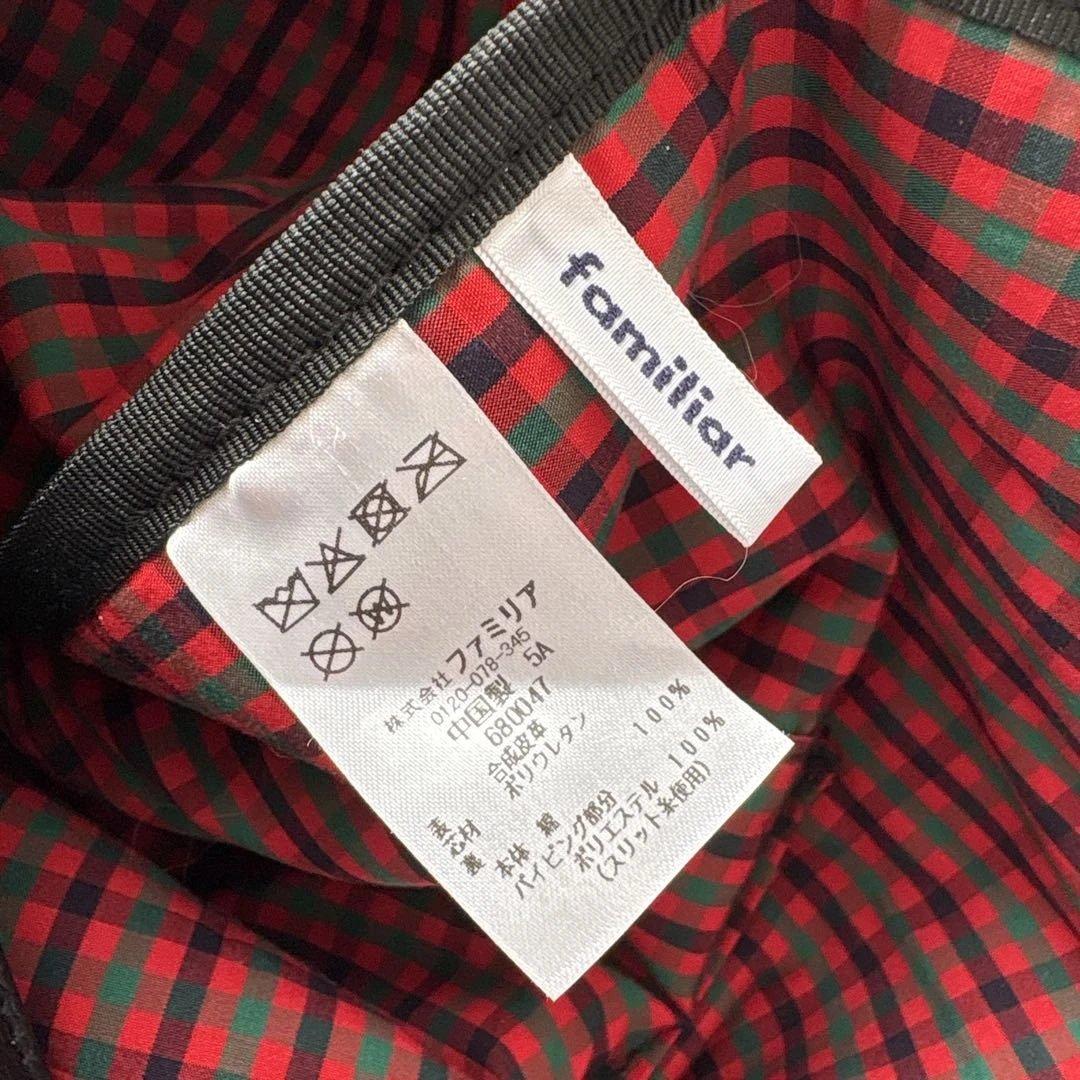 familiar
株式会社ファミリア
0120-078-345
中国製 5A
680047
表 合成皮革
芯材 ポリウレタン
裏
本体 綿 100%
パイピング部分
ポリエステル 100%
(スリット糸使用)